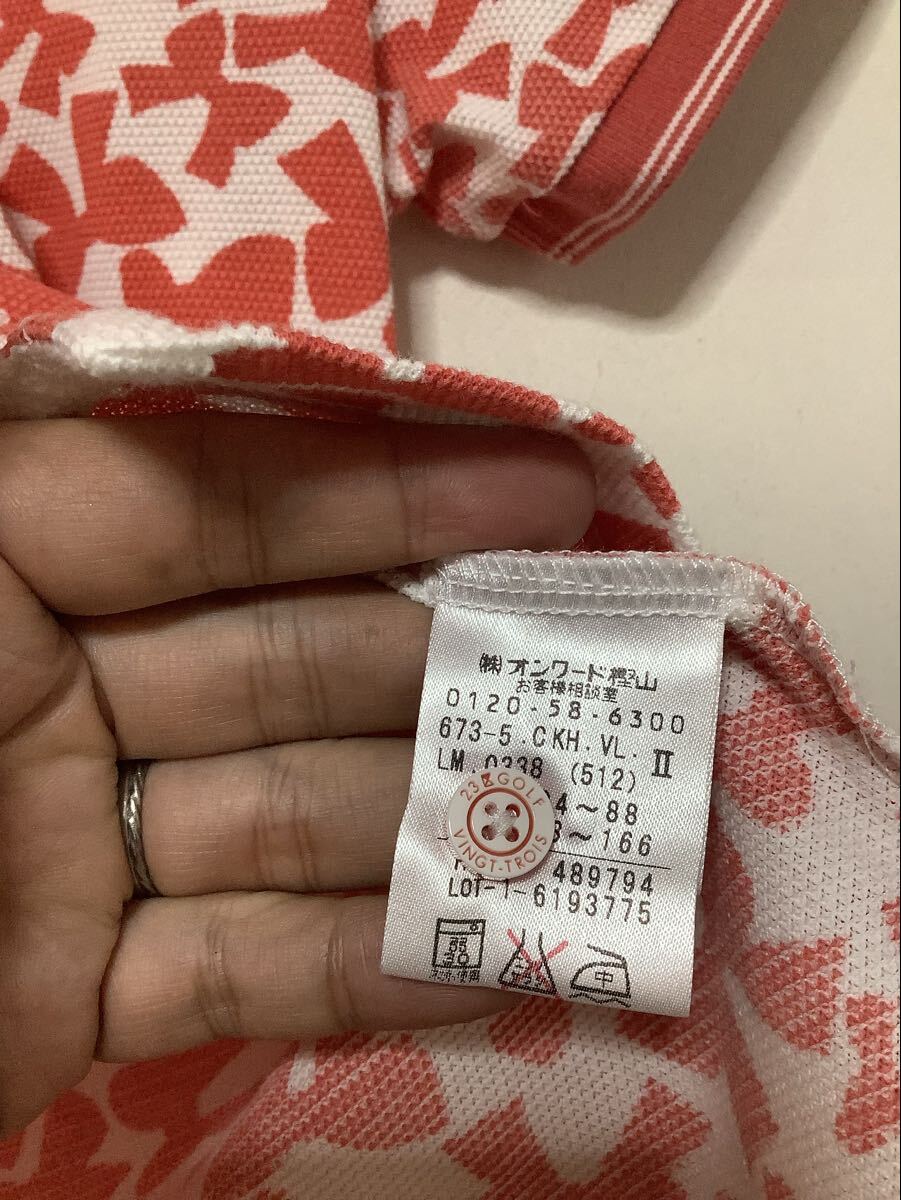 (株)オンワード樫山
お客様相談室
0120-58-6300
673-5.CKH.VL. II
LM 0338 (512)
4~88
~166
489794
LOT-1-6193775
23区GOLF
VINGT-TROIS
弱
30
中